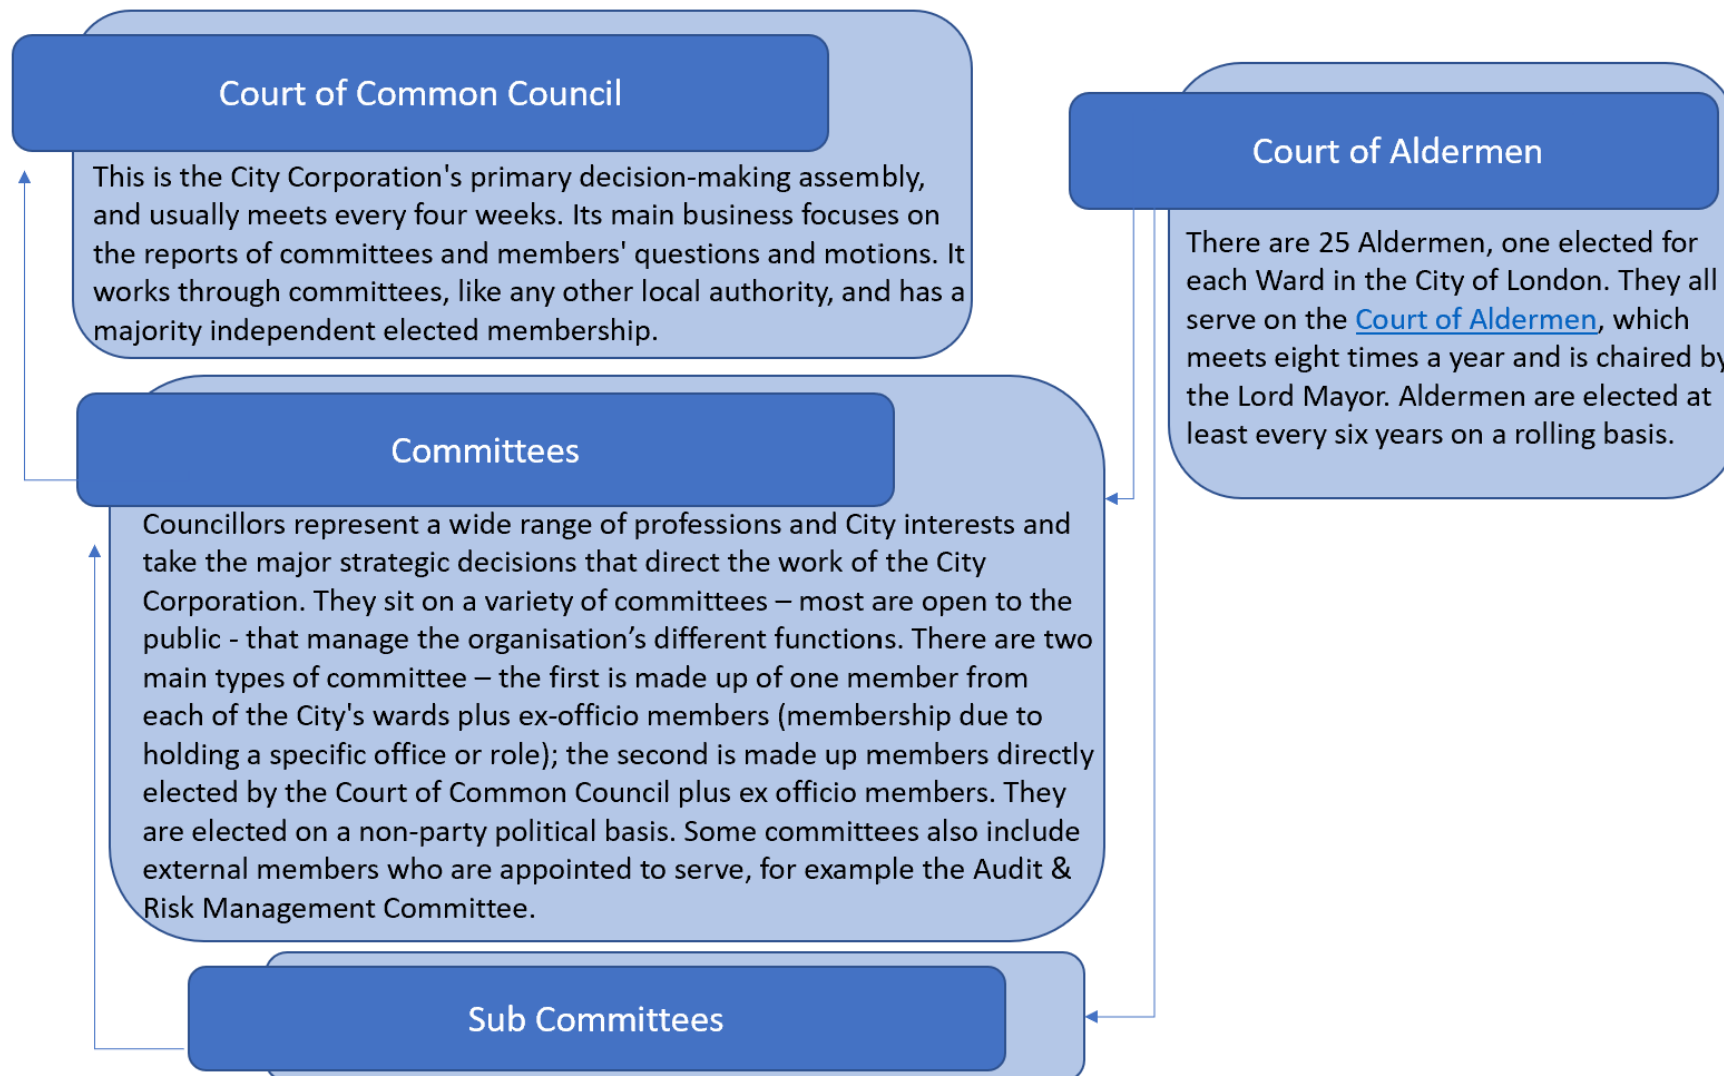 Court of Common Council
This is the City Corporation's primary decision-making assembly,
and usually meets every four weeks. Its main business focuses on
the reports of committees and members' questions and motions. It
works through committees, like any other local authority, and has a
majority independent elected membership.
Court of Aldermen
There are 25 Aldermen, one elected for
each Ward in the City of London. They all
serve on the Court of Aldermen, which
meets eight times a year and is chaired by
the Lord Mayor. Aldermen are elected at
least every six years on a rolling basis.
Committees
Councillors represent a wide range of professions and City interests and
take the major strategic decisions that direct the work of the City
Corporation. They sit on a variety of committees – most are open to the
public - that manage the organisation’s different functions. There are two
main types of committee – the first is made up of one member from
each of the City's wards plus ex-officio members (membership due to
holding a specific office or role); the second is made up members directly
elected by the Court of Common Council plus ex officio members. They
are elected on a non-party political basis. Some committees also include
external members who are appointed to serve, for example the Audit &
Risk Management Committee.
Sub Committees